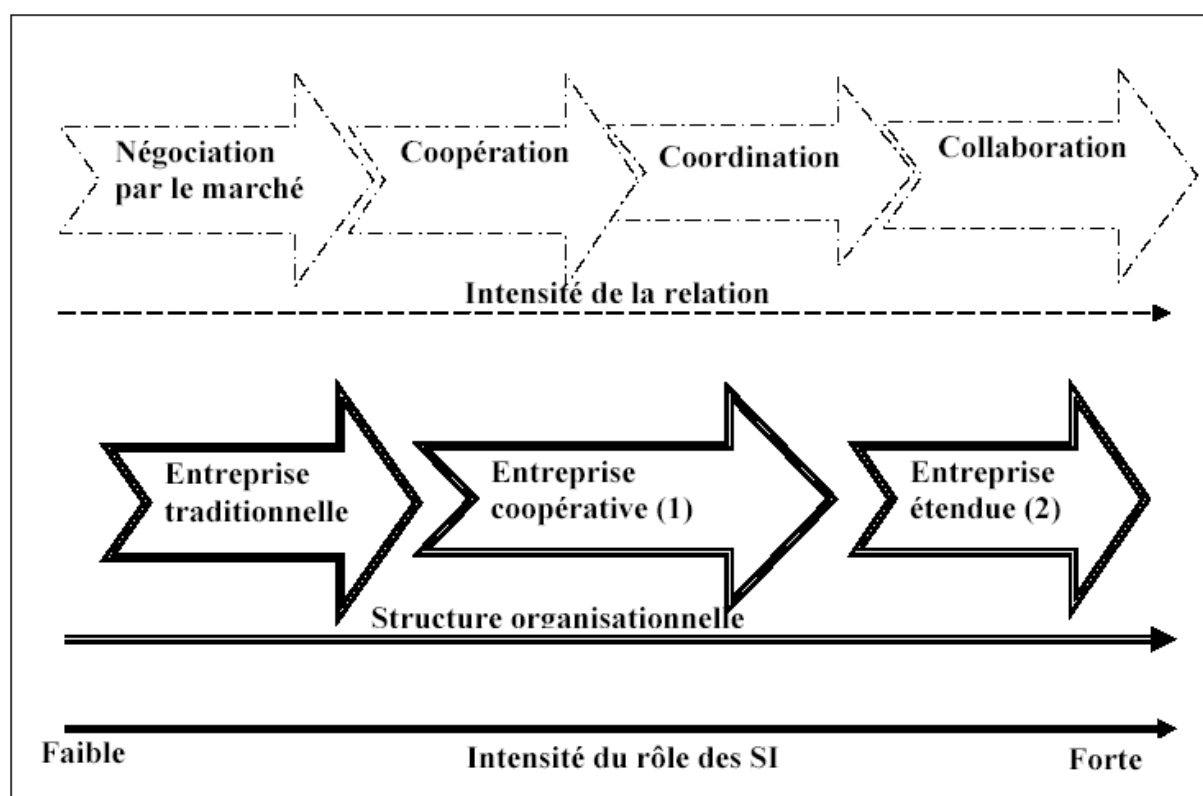 Négociation
par le marché
Coopération
Coordination
Collaboration
Intensité de la relation
Entreprise
traditionnelle
Entreprise
coopérative (1)
Entreprise
étendue (2)
Structure organisationnelle
Faible
Intensité du rôle des SI
Forte